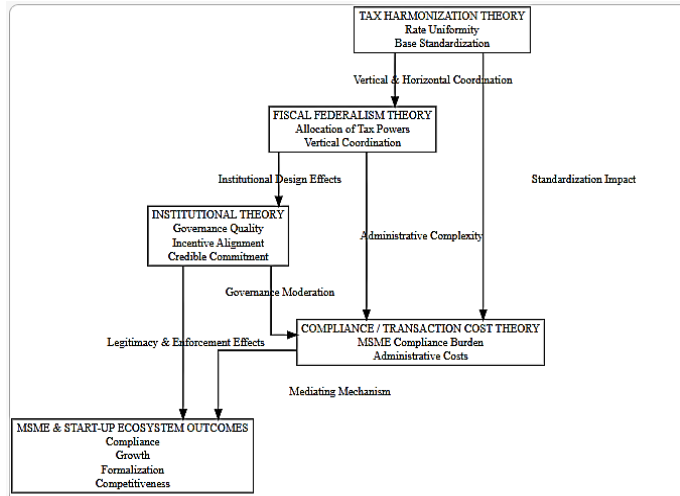 TAX HARMONIZATION THEORY
Rate Uniformity
Base Standardization
Vertical & Horizontal Coordination
FISCAL FEDERALISM THEORY
Allocation of Tax Powers
Vertical Coordination
Institutional Design Effects
Standardization Impact
INSTITUTIONAL THEORY
Governance Quality
Incentive Alignment
Credible Commitment
Administrative Complexity
Governance Moderation
COMPLIANCE / TRANSACTION COST THEORY
MSME Compliance Burden
Administrative Costs
Legitimacy & Enforcement Effects
Mediating Mechanism
MSME & START-UP ECOSYSTEM OUTCOMES
Compliance
Growth
Formalization
Competitiveness